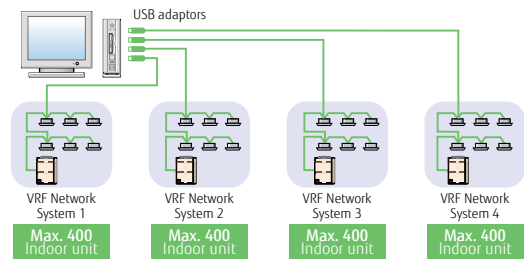 USB adaptors
VRF Network
System 1
VRF Network
System 2
VRF Network
System 3
VRF Network
System 4
Max. 400
Indoor unit
Max. 400
Indoor unit
Max. 400
Indoor unit
Max. 400
Indoor unit